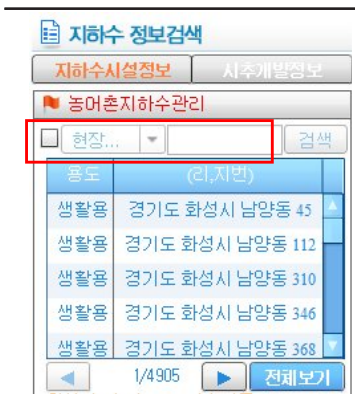 지하수 정보검색
지하수시설정보 시추개발정보
농어촌지하수관리
현장... 검색
용도 (리,지번)
생활용 경기도 화성시 남양동 45
생활용 경기도 화성시 남양동 112
생활용 경기도 화성시 남양동 310
생활용 경기도 화성시 남양동 346
생활용 경기도 화성시 남양동 368
1/4905 전체보기